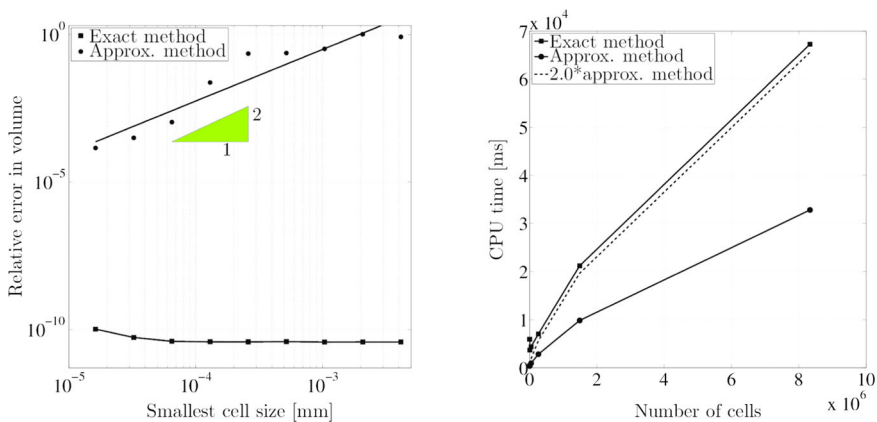 10^0
Exact method
Approx. method
2
1
10^-5
10^-10
10^-5
10^-4
10^-3
Relative error in volume
Smallest cell size [mm]
x 10^4
7
Exact method
Approx. method
2.0*approx. method
6
5
4
3
2
1
0
0
2
4
6
8
10
x 10^6
CPU time [ms]
Number of cells